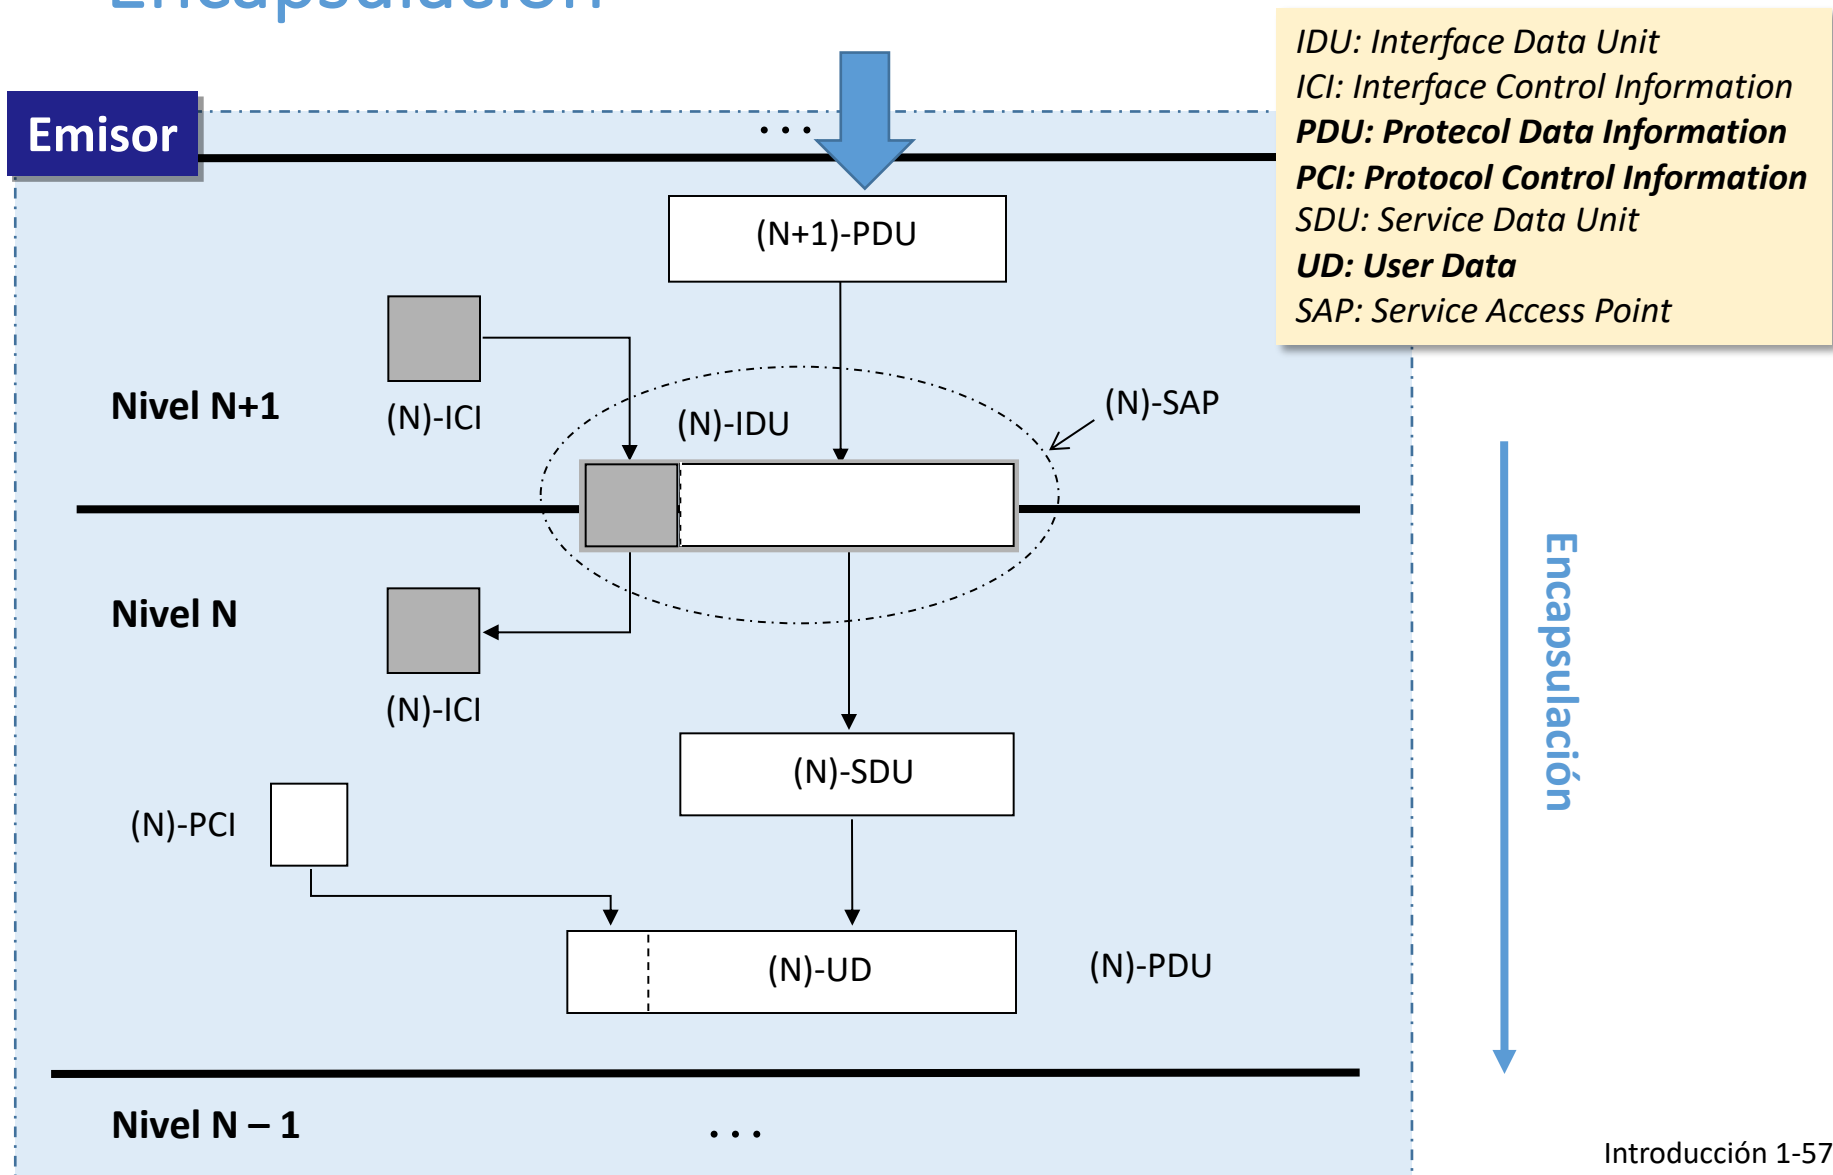 Encapsulación
IDU: Interface Data Unit
ICI: Interface Control Information
PDU: Protecol Data Information
PCI: Protocol Control Information
SDU: Service Data Unit
UD: User Data
SAP: Service Access Point
Emisor
...
(N+1)-PDU
Nivel N+1
(N)-ICI
(N)-IDU
(N)-SAP
Nivel N
(N)-ICI
(N)-SDU
(N)-PCI
(N)-UD
(N)-PDU
Encapsulación
Nivel N – 1
...
Introducción 1-57